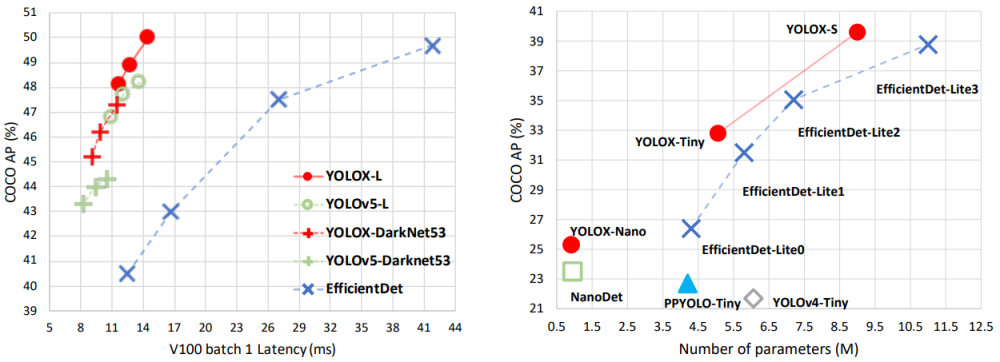 51
50
49
48
47
46
45
44
43
42
41
40
39
COCO AP (%)
YOLOX-L
YOLOv5-L
YOLOX-DarkNet53
YOLOv5-Darknet53
EfficientDet
5 8 11 14 17 20 23 26 29 32 35 38 41 44
V100 batch 1 Latency (ms)
41
39
37
35
33
31
29
27
25
23
21
COCO AP (%)
YOLOX-S
EfficientDet-Lite3
YOLOX-Tiny
EfficientDet-Lite2
EfficientDet-Lite1
YOLOX-Nano
EfficientDet-Lite0
NanoDet
PPYOLO-Tiny
YOLOv4-Tiny
0.5 1.5 2.5 3.5 4.5 5.5 6.5 7.5 8.5 9.5 10.5 11.5 12.5
Number of parameters (M)